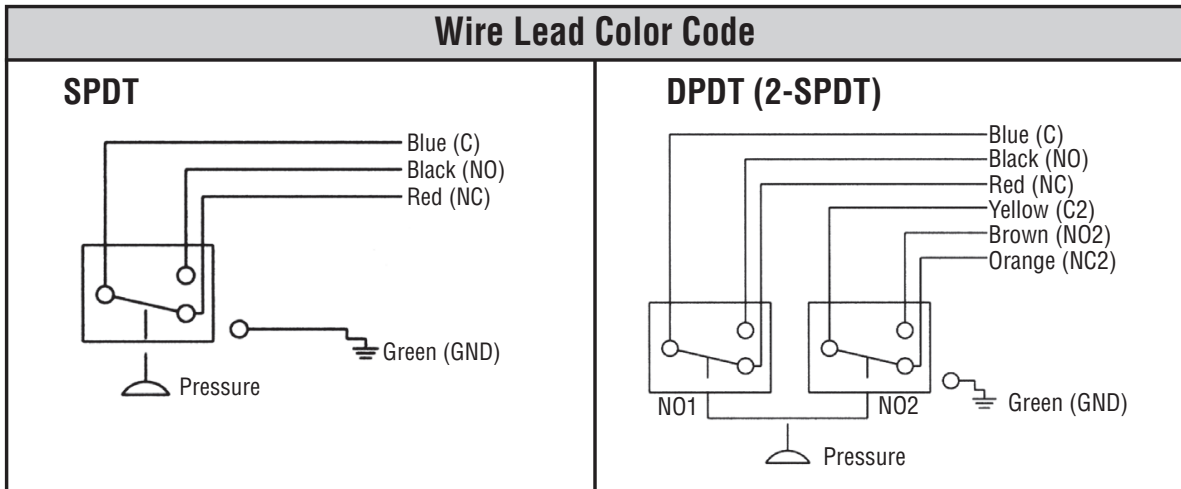 Wire Lead Color Code
SPDT
Blue (C)
Black (NO)
Red (NC)
Green (GND)
Pressure
DPDT (2-SPDT)
Blue (C)
Black (NO)
Red (NC)
Yellow (C2)
Brown (NO2)
Orange (NC2)
NO1
NO2
Green (GND)
Pressure